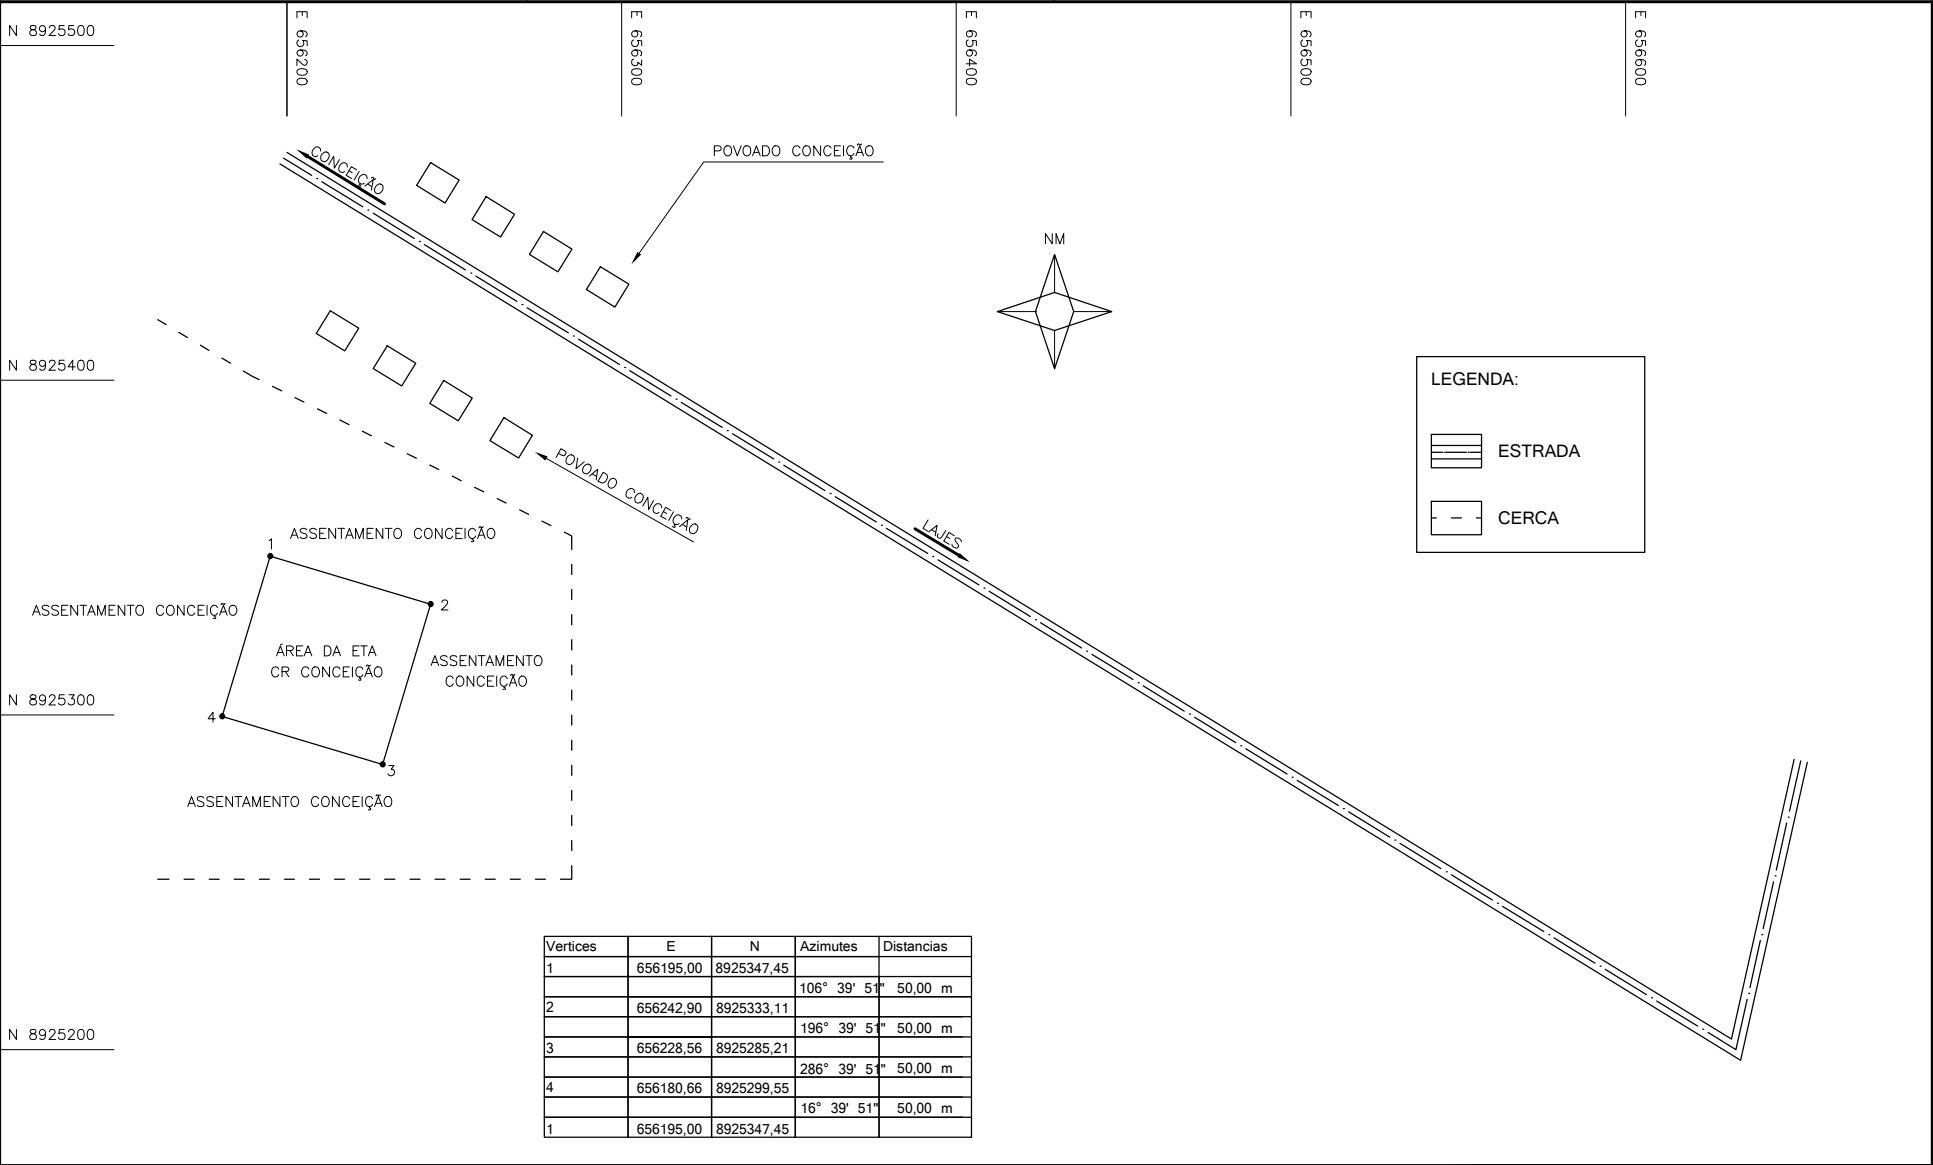 N 8925500
E 656200
E 656300
E 656400
E 656500
E 656600
CONCEIÇÃO
POVOADO CONCEIÇÃO
NM
N 8925400
LEGENDA:
ESTRADA
CERCA
POVOADO CONCEIÇÃO
LAJES
ASSENTAMENTO CONCEIÇÃO
1
2
ASSENTAMENTO CONCEIÇÃO
ÁREA DA ETA
CR CONCEIÇÃO
ASSENTAMENTO
CONCEIÇÃO
N 8925300
4
3
ASSENTAMENTO CONCEIÇÃO
Vertices E N Azimutes Distancias
1 656195,00 8925347,45
106° 39' 51" 50,00 m
2 656242,90 8925333,11
196° 39' 51" 50,00 m
3 656228,56 8925285,21
286° 39' 51" 50,00 m
4 656180,66 8925299,55
16° 39' 51" 50,00 m
1 656195,00 8925347,45
N 8925200